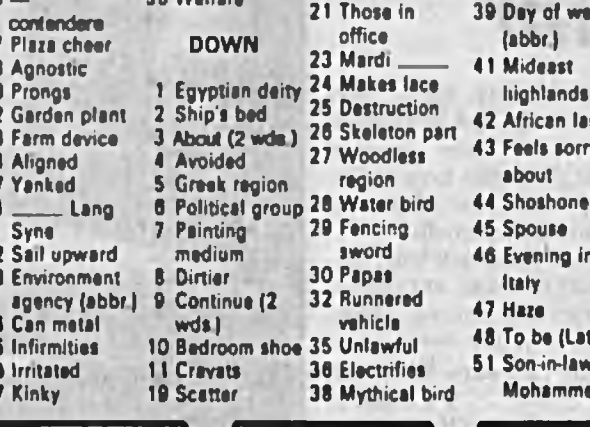 contendere
Plaza cheer
Agnostic
Prongs
Garden plant
Farm device
Aligned
Yanked
____ Lang
Syne
Sail upward
Environment
agency (abbr.)
Can metal
Infirmities
Irritated
Kinky
DOWN
1 Egyptian deity
2 Ship's bed
3 About (2 wds.)
4 Avoided
5 Greek region
6 Political group
7 Painting
medium
8 Dirtier
9 Continue (2
wds.)
10 Bedroom shoe
11 Cravats
19 Scatter
21 Those in
office
23 Mardi ____
24 Makes lace
25 Destruction
26 Skeleton part
27 Woodless
region
28 Water bird
29 Fencing
sword
30 Papas
32 Runnered
vehicle
35 Unlawful
36 Electrifies
38 Mythical bird
39 Day of we
(abbr.)
41 Mideast
highlands
42 African la
43 Feels sorr
about
44 Shoshone
45 Spouse
46 Evening in
Italy
47 Haze
48 To be (Lat
51 Son-in-law
Mohamme